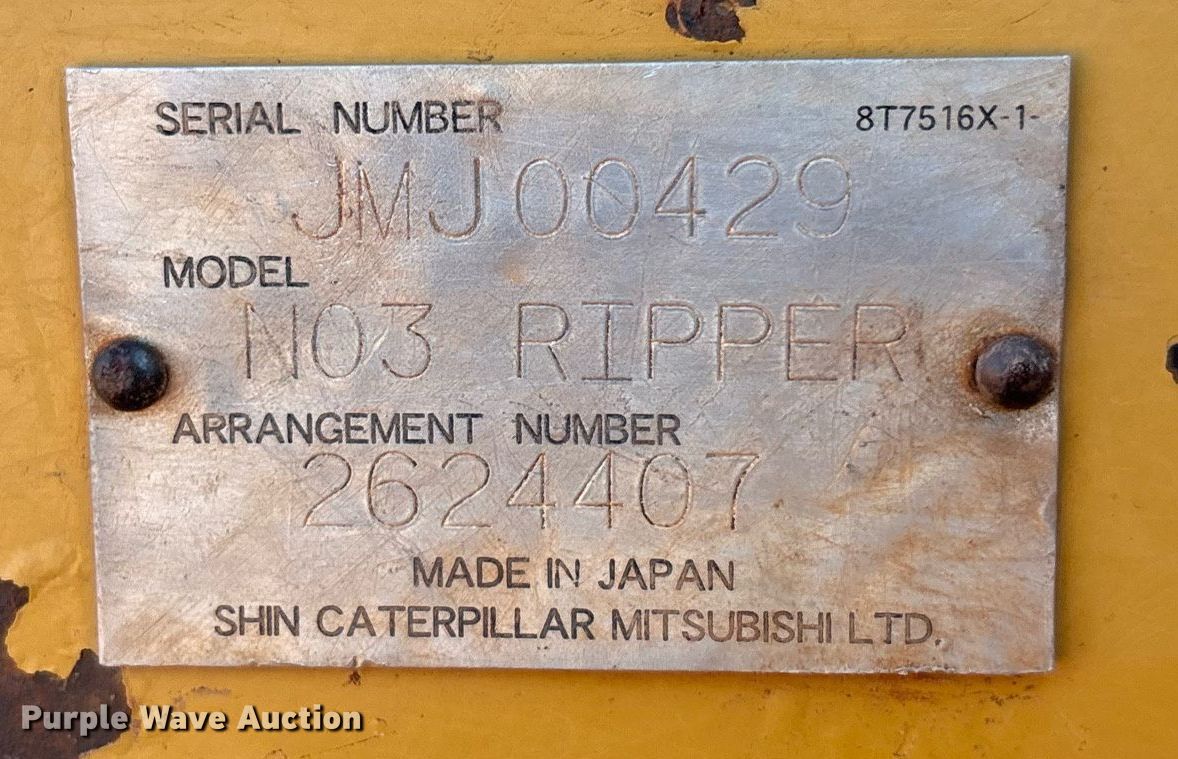 SERIAL NUMBER 8T7516X-1-
JMJ00429
MODEL
NO3 RIPPER
ARRANGEMENT NUMBER
2624407
MADE IN JAPAN
SHIN CATERPILLAR MITSUBISHI LTD.
Purple Wave Auction